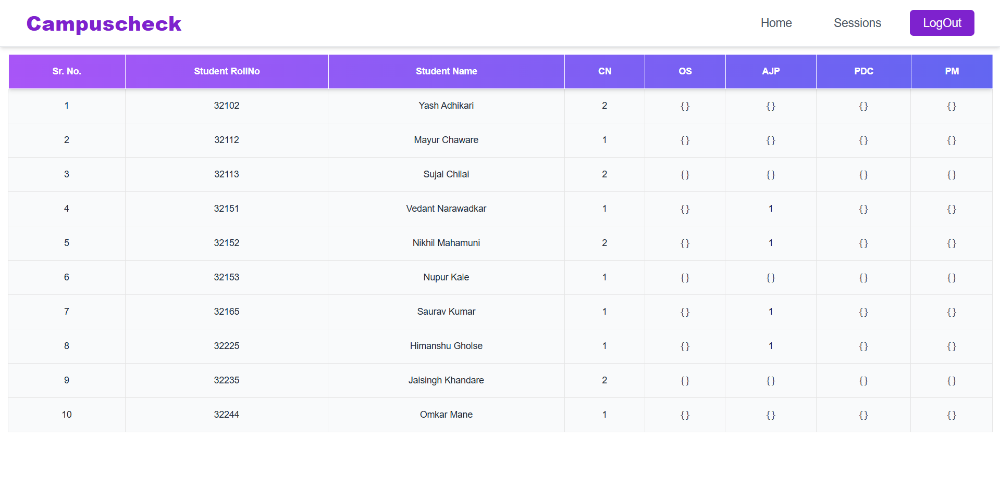 Campuscheck Home Sessions LogOut
Sr. No. Student RollNo Student Name CN OS AJP PDC PM
1 32102 Yash Adhikari 2 {} {} {} {}
2 32112 Mayur Chaware 1 {} {} {} {}
3 32113 Sujal Chilai 2 {} {} {} {}
4 32151 Vedant Narawadkar 1 {} 1 {} {}
5 32152 Nikhil Mahamuni 2 {} 1 {} {}
6 32153 Nupur Kale 1 {} {} {} {}
7 32165 Saurav Kumar 1 {} 1 {} {}
8 32225 Himanshu Gholse 1 {} 1 {} {}
9 32235 Jaisingh Khandare 2 {} {} {} {}
10 32244 Omkar Mane 1 {} {} {} {}